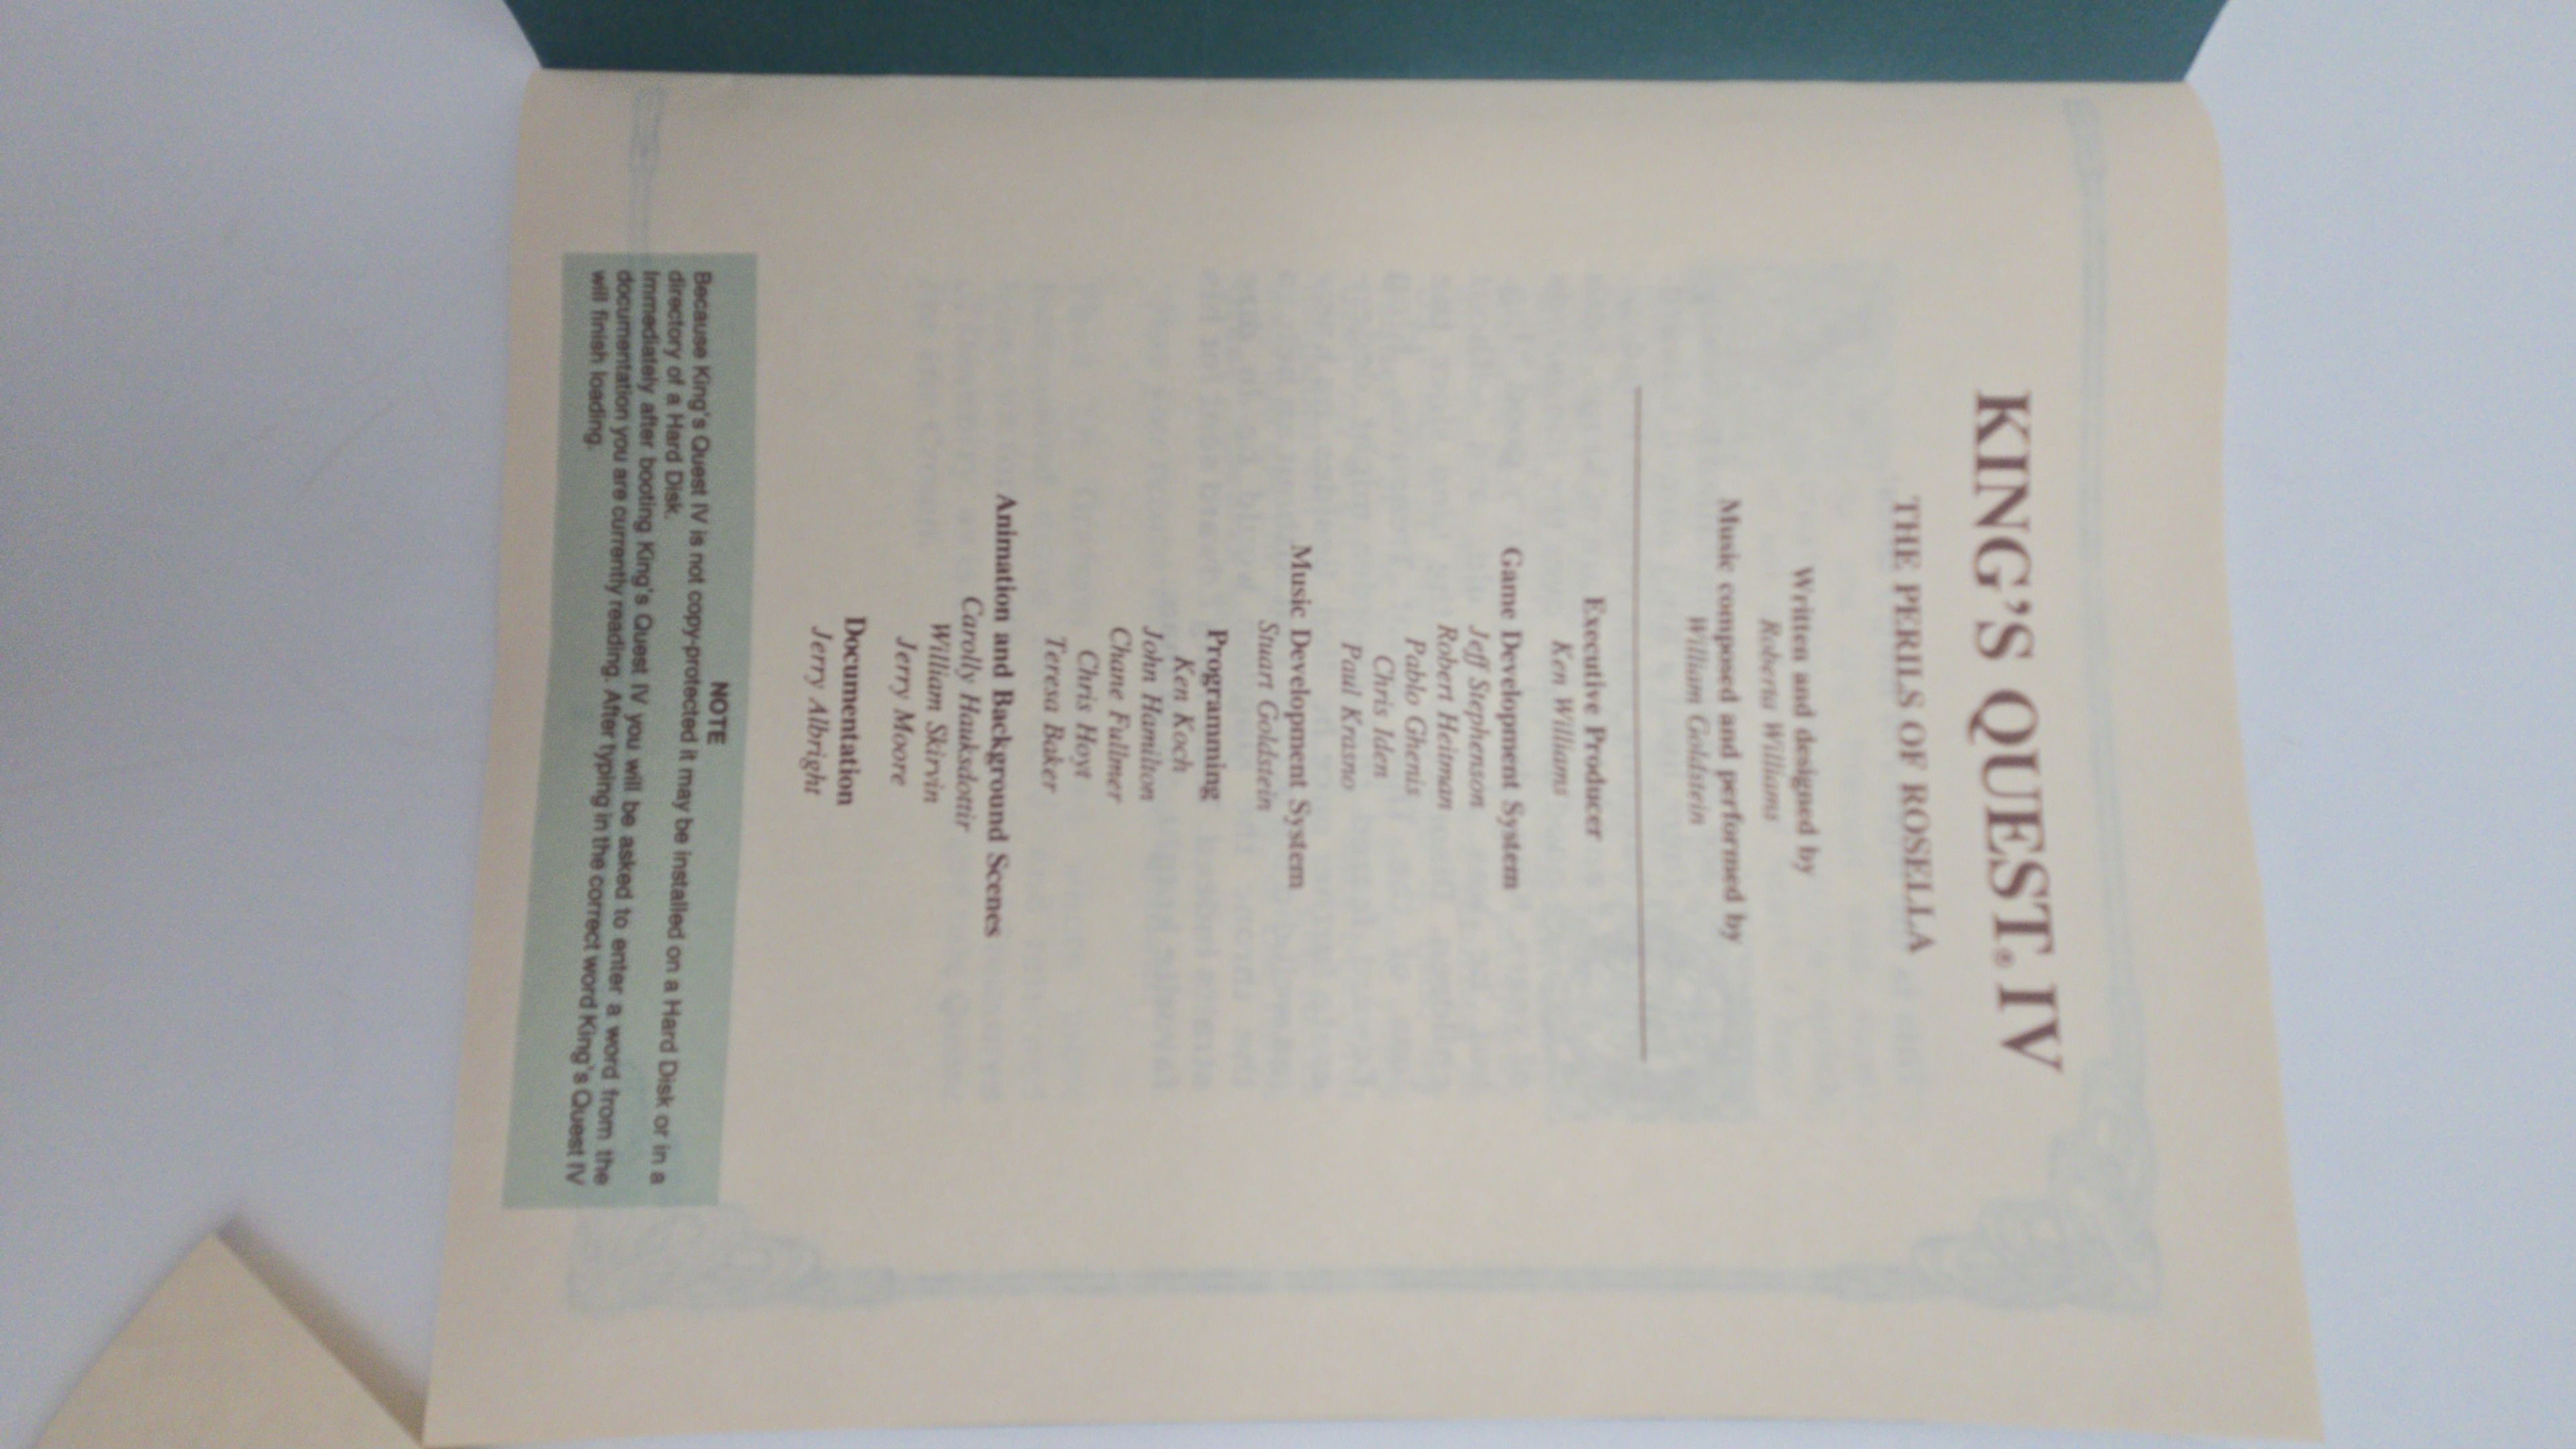 KING'S QUEST® IV
THE PERILS OF ROSELLA
Written and designed by
Roberta Williams
Music composed and performed by
William Goldstein
Executive Producer
Ken Williams
Game Development System
Jeff Stephenson
Robert Heitman
Pablo Ghenis
Chris Iden
Paul Krasno
Music Development System
Stuart Goldstein
Programming
Ken Koch
John Hamilton
Chane Fullmer
Chris Hoyt
Teresa Baker
Animation and Background Scenes
Carolly Hauksdottir
William Skirvin
Jerry Moore
Documentation
Jerry Albright
NOTE
Because King's Quest IV is not copy-protected it may be installed on a Hard Disk or in a
directory of a Hard Disk.
Immediately after booting King's Quest IV you will be asked to enter a word from the
documentation you are currently reading. After typing in the correct word King's Quest IV
will finish loading.